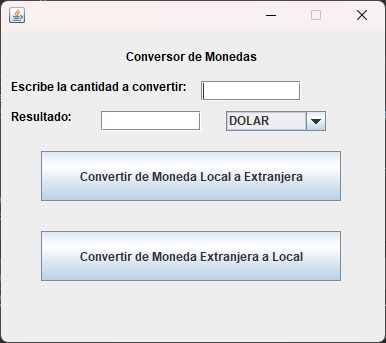 Conversor de Monedas
Escribe la cantidad a convertir:
Resultado:
DOLAR
Convertir de Moneda Local a Extranjera
Convertir de Moneda Extranjera a Local